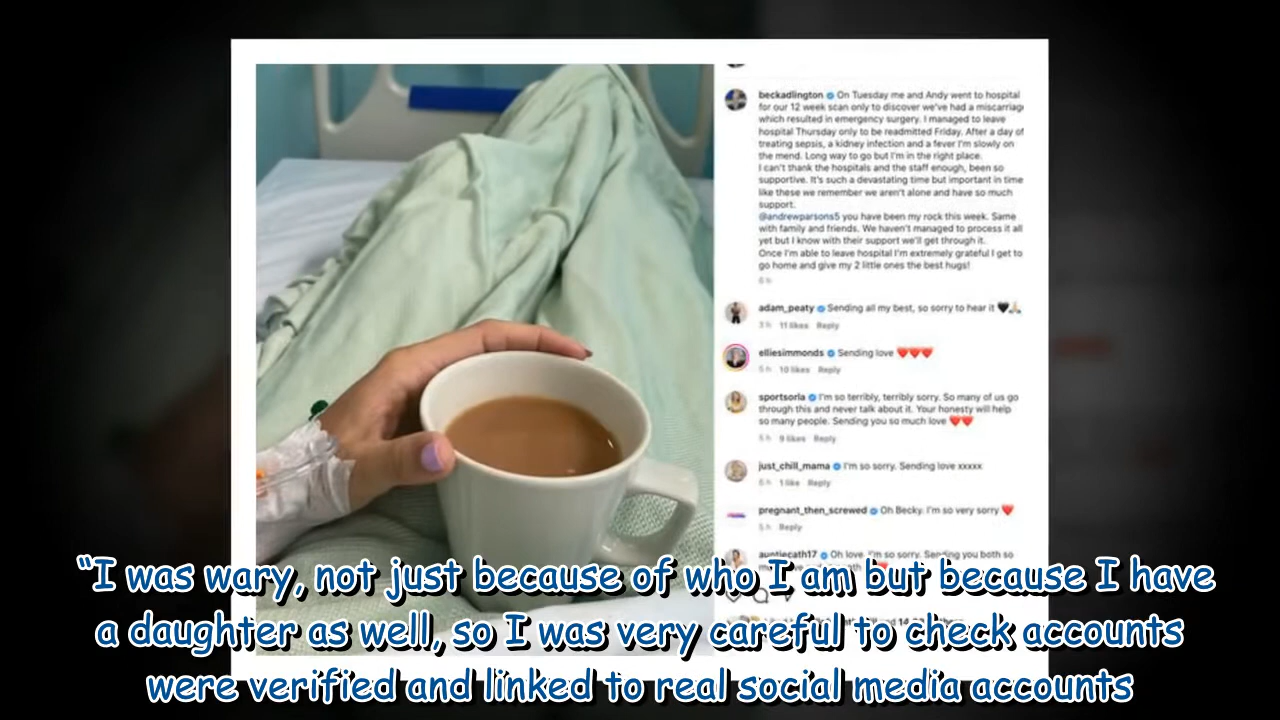 beckadlington On Tuesday me and Andy went to hospital
for our 12 week scan only to discover we've had a miscarriag
which resulted in emergency surgery. I managed to leave
hospital Thursday only to be readmitted Friday. After a day of
treating sepsis, a kidney infection and a fever I'm slowly on
the mend. Long way to go but I'm in the right place.
I can't thank the hospitals and the staff enough, been so
supportive. It's such a devastating time but important in time
like these we remember we aren't alone and have so much
support.
@andrewparsons5 you have been my rock this week. Same
with family and friends. We haven't managed to process it all
yet but I know with their support we'll get through it.
Once I'm able to leave hospital I'm extremely grateful I get to
go home and give my 2 little ones the best hugs!
6 h
adam_peaty Sending all my best, so sorry to hear it 🖤🙏🏻
3 h 11 likes Reply
elliesimmonds Sending love ❤️❤️❤️
5 h 10 likes Reply
sportsorla I'm so terribly, terribly sorry. So many of us go
through this and never talk about it. Your honesty will help
so many people. Sending you so much love ❤️❤️
5 h 9 likes Reply
just_chill_mama I'm so sorry. Sending love xxxxx
6 h 1 like Reply
pregnant_then_screwed Oh Becky. I'm so very sorry ❤️
5 h Reply
auntiecath17 Oh love, I'm so sorry. Sending you both so
“I was wary, not just because of who I am but because I have
a daughter as well, so I was very careful to check accounts
were verified and linked to real social media accounts